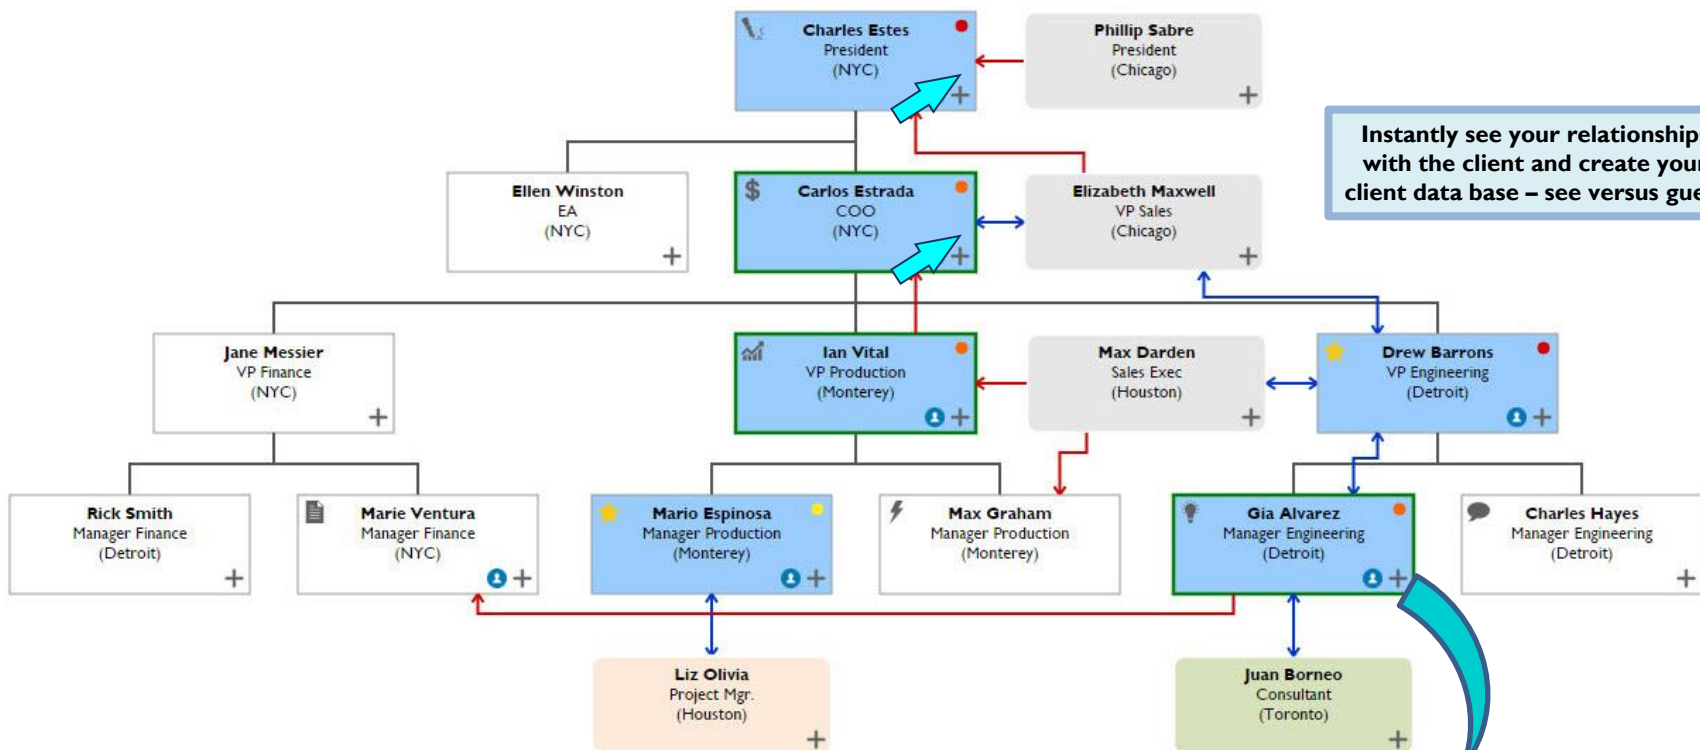 Charles Estes
President
(NYC)
Phillip Sabre
President
(Chicago)
Instantly see your relationship
with the client and create your
client data base – see versus gue
Ellen Winston
EA
(NYC)
$
Carlos Estrada
COO
(NYC)
Elizabeth Maxwell
VP Sales
(Chicago)
Jane Messier
VP Finance
(NYC)
Ian Vital
VP Production
(Monterey)
Max Darden
Sales Exec
(Houston)
Drew Barrons
VP Engineering
(Detroit)
Rick Smith
Manager Finance
(Detroit)
Marie Ventura
Manager Finance
(NYC)
Mario Espinosa
Manager Production
(Monterey)
Max Graham
Manager Production
(Monterey)
Gia Alvarez
Manager Engineering
(Detroit)
Charles Hayes
Manager Engineering
(Detroit)
Liz Olivia
Project Mgr.
(Houston)
Juan Borneo
Consultant
(Toronto)